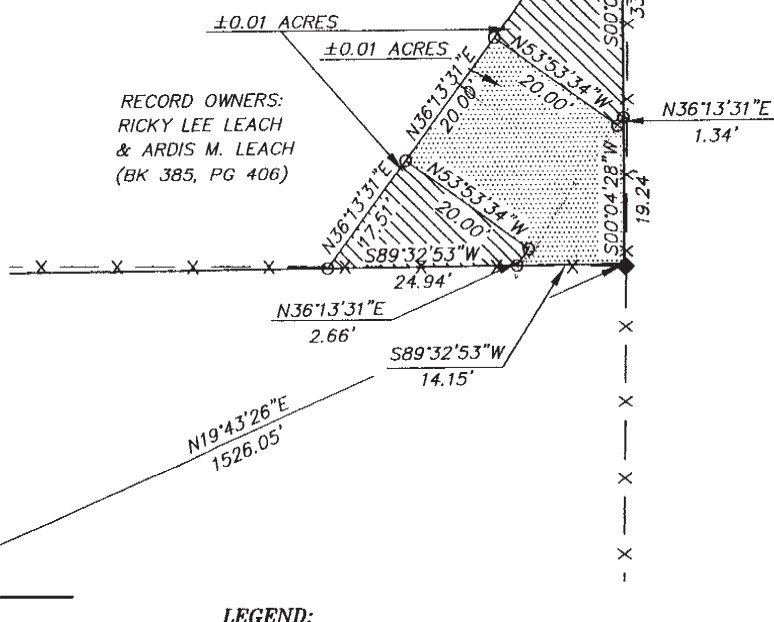 ±0.01 ACRES
±0.01 ACRES
RECORD OWNERS:
RICKY LEE LEACH
& ARDIS M. LEACH
(BK 385, PG 406)
N36°13'31"E
20.00'
N53°53'34"W
20.00'
S00°0
33
N36°13'31"E
1.34'
N36°13'31"E
17.51'
N53°53'34"W
20.00'
S00°04'28"W
19.24
S89°32'53"W
24.94'
N36°13'31"E
2.66'
S89°32'53"W
14.15'
N19°43'26"E
1526.05'
LEGEND: